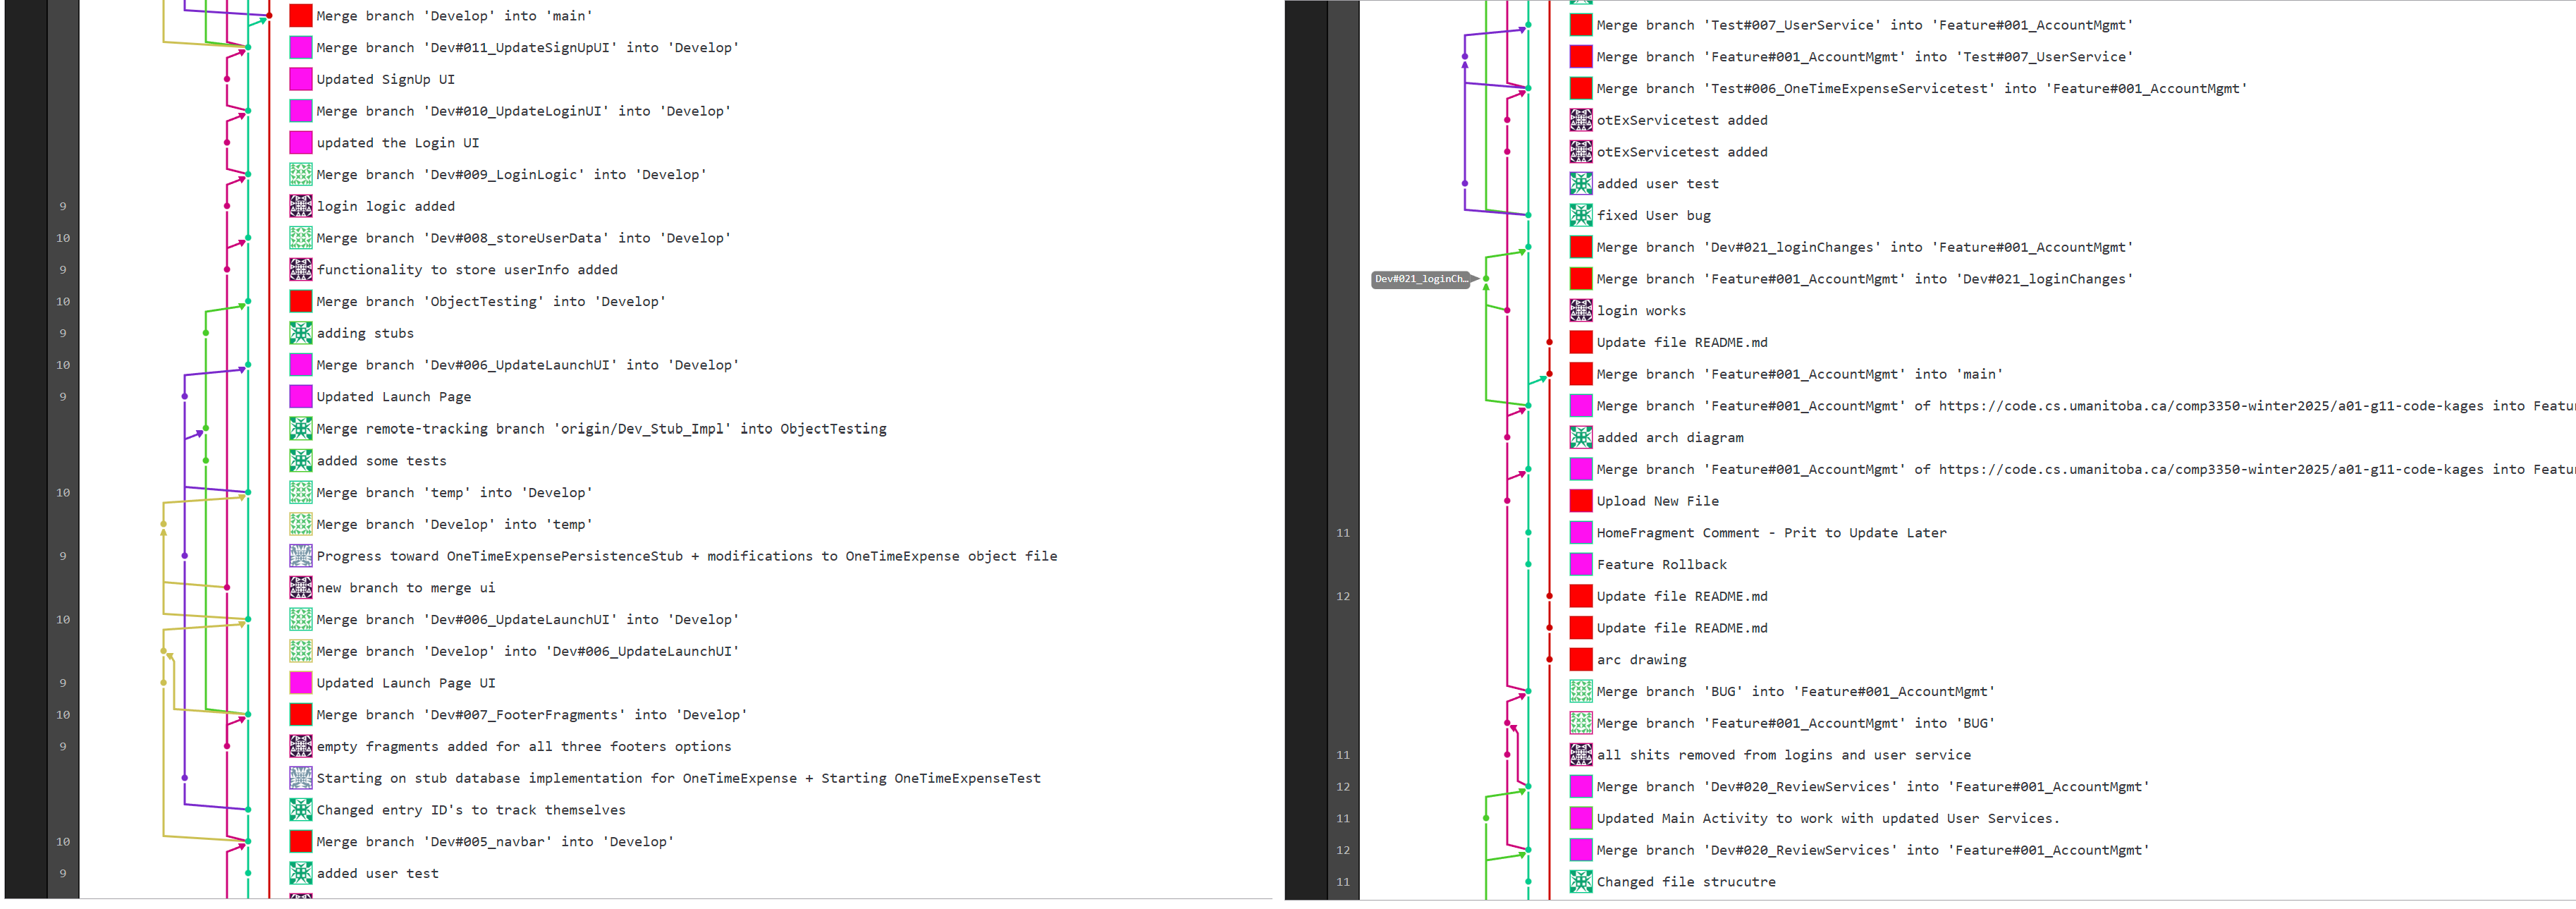 Merge branch 'Develop' into 'main'
Merge branch 'Dev#011_UpdateSignUpUI' into 'Develop'
Updated SignUp UI
Merge branch 'Dev#010_UpdateLoginUI' into 'Develop'
updated the Login UI
Merge branch 'Dev#009_LoginLogic' into 'Develop'
9 login logic added
10 Merge branch 'Dev#008_storeUserData' into 'Develop'
9 functionality to store userInfo added
10 Merge branch 'ObjectTesting' into 'Develop'
9 adding stubs
10 Merge branch 'Dev#006_UpdateLaunchUI' into 'Develop'
9 Updated Launch Page
Merge remote-tracking branch 'origin/Dev_Stub_Impl' into ObjectTesting
added some tests
10 Merge branch 'temp' into 'Develop'
Merge branch 'Develop' into 'temp'
9 Progress toward OneTimeExpensePersistenceStub + modifications to OneTimeExpense object file
new branch to merge ui
10 Merge branch 'Dev#006_UpdateLaunchUI' into 'Develop'
Merge branch 'Develop' into 'Dev#006_UpdateLaunchUI'
9 Updated Launch Page UI
10 Merge branch 'Dev#007_FooterFragments' into 'Develop'
9 empty fragments added for all three footers options
Starting on stub database implementation for OneTimeExpense + Starting OneTimeExpenseTest
Changed entry ID's to track themselves
10 Merge branch 'Dev#005_navbar' into 'Develop'
9 added user test
Merge branch 'Test#007_UserService' into 'Feature#001_AccountMgmt'
Merge branch 'Feature#001_AccountMgmt' into 'Test#007_UserService'
Merge branch 'Test#006_OneTimeExpenseServicetest' into 'Feature#001_AccountMgmt'
otExServicetest added
otExServicetest added
added user test
fixed User bug
Merge branch 'Dev#021_loginChanges' into 'Feature#001_AccountMgmt'
Dev#021_loginCh… Merge branch 'Feature#001_AccountMgmt' into 'Dev#021_loginChanges'
login works
Update file README.md
Merge branch 'Feature#001_AccountMgmt' into 'main'
Merge branch 'Feature#001_AccountMgmt' of https://code.cs.umanitoba.ca/comp3350-winter2025/a01-g11-code-kages into Featu
added arch diagram
Merge branch 'Feature#001_AccountMgmt' of https://code.cs.umanitoba.ca/comp3350-winter2025/a01-g11-code-kages into Featu
Upload New File
11 HomeFragment Comment - Prit to Update Later
Feature Rollback
12 Update file README.md
Update file README.md
arc drawing
Merge branch 'BUG' into 'Feature#001_AccountMgmt'
Merge branch 'Feature#001_AccountMgmt' into 'BUG'
11 all shits removed from logins and user service
12 Merge branch 'Dev#020_ReviewServices' into 'Feature#001_AccountMgmt'
11 Updated Main Activity to work with updated User Services.
12 Merge branch 'Dev#020_ReviewServices' into 'Feature#001_AccountMgmt'
11 Changed file strucutre